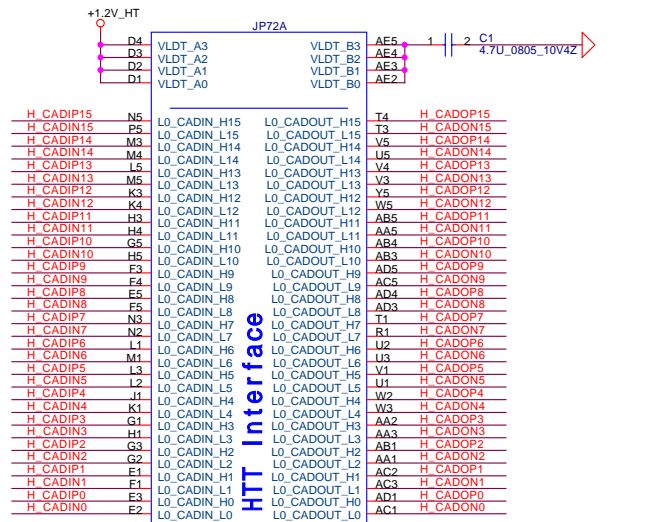 +1.2V_HT
JP72A
D4 VLDT_A3 VLDT_B3 AE5 1 2 C1
D3 VLDT_A2 VLDT_B2 AE4 4.7U_0805_10V4Z
D2 VLDT_A1 VLDT_B1 AE3
D1 VLDT_A0 VLDT_B0 AE2
H_CADIP15 N5 L0_CADIN_H15 L0_CADOUT_H15 T4 H_CADOP15
H_CADIN15 P5 L0_CADIN_L15 L0_CADOUT_L15 T3 H_CADON15
H_CADIP14 M3 L0_CADIN_H14 L0_CADOUT_H14 V5 H_CADOP14
H_CADIN14 M4 L0_CADIN_L14 L0_CADOUT_L14 U5 H_CADON14
H_CADIP13 L5 L0_CADIN_H13 L0_CADOUT_H13 V4 H_CADOP13
H_CADIN13 M5 L0_CADIN_L13 L0_CADOUT_L13 V3 H_CADON13
H_CADIP12 K3 L0_CADIN_H12 L0_CADOUT_H12 Y5 H_CADOP12
H_CADIN12 K4 L0_CADIN_L12 L0_CADOUT_L12 W5 H_CADON12
H_CADIP11 H3 L0_CADIN_H11 L0_CADOUT_H11 AB5 H_CADOP11
H_CADIN11 H4 L0_CADIN_L11 L0_CADOUT_L11 AA5 H_CADON11
H_CADIP10 G5 L0_CADIN_H10 L0_CADOUT_H10 AB4 H_CADOP10
H_CADIN10 H5 L0_CADIN_L10 L0_CADOUT_L10 AB3 H_CADON10
H_CADIP9 F3 L0_CADIN_H9 L0_CADOUT_H9 AD5 H_CADOP9
H_CADIN9 F4 L0_CADIN_L9 L0_CADOUT_L9 AC5 H_CADON9
H_CADIP8 E5 L0_CADIN_H8 L0_CADOUT_H8 AD4 H_CADOP8
H_CADIN8 F5 L0_CADIN_L8 L0_CADOUT_L8 AD3 H_CADON8
H_CADIP7 N3 L0_CADIN_H7 L0_CADOUT_H7 T1 H_CADOP7
H_CADIN7 N2 L0_CADIN_L7 L0_CADOUT_L7 R1 H_CADON7
H_CADIP6 L1 L0_CADIN_H6 L0_CADOUT_H6 U2 H_CADOP6
H_CADIN6 M1 L0_CADIN_L6 L0_CADOUT_L6 U3 H_CADON6
H_CADIP5 L3 L0_CADIN_H5 L0_CADOUT_H5 V1 H_CADOP5
H_CADIN5 L2 L0_CADIN_L5 L0_CADOUT_L5 U1 H_CADON5
H_CADIP4 J1 L0_CADIN_H4 L0_CADOUT_H4 W2 H_CADOP4
H_CADIN4 K1 L0_CADIN_L4 L0_CADOUT_L4 W3 H_CADON4
H_CADIP3 G1 L0_CADIN_H3 L0_CADOUT_H3 AA2 H_CADOP3
H_CADIN3 H1 L0_CADIN_L3 L0_CADOUT_L3 AA3 H_CADON3
H_CADIP2 G3 L0_CADIN_H2 L0_CADOUT_H2 AB1 H_CADOP2
H_CADIN2 G2 L0_CADIN_L2 L0_CADOUT_L2 AA1 H_CADON2
H_CADIP1 E1 L0_CADIN_H1 L0_CADOUT_H1 AC2 H_CADOP1
H_CADIN1 F1 L0_CADIN_L1 L0_CADOUT_L1 AC3 H_CADON1
H_CADIP0 E3 L0_CADIN_H0 L0_CADOUT_H0 AD1 H_CADOP0
H_CADIN0 E2 L0_CADIN_L0 L0_CADOUT_L0 AC1 H_CADON0
HTT Interface